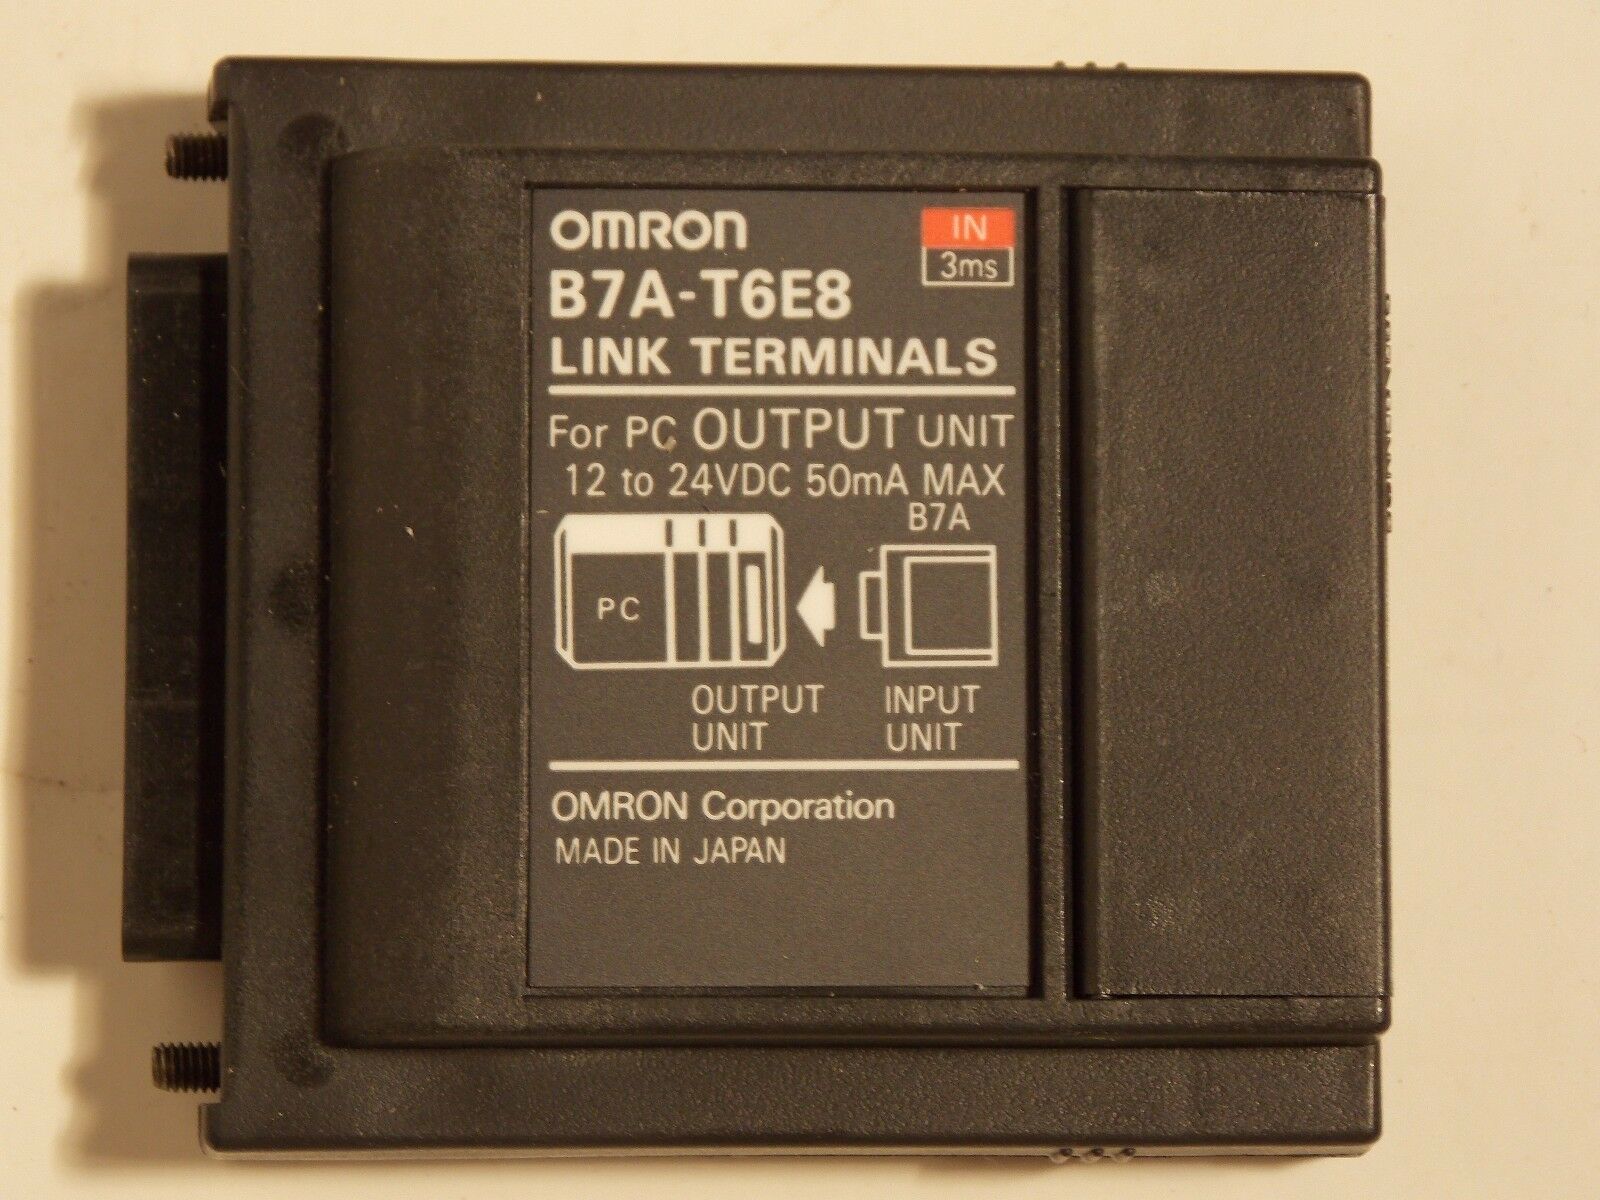 OMRON
IN
3ms
B7A-T6E8
LINK TERMINALS
For PC OUTPUT UNIT
12 to 24VDC 50mA MAX
B7A
PC
OUTPUT UNIT
INPUT UNIT
OMRON Corporation
MADE IN JAPAN